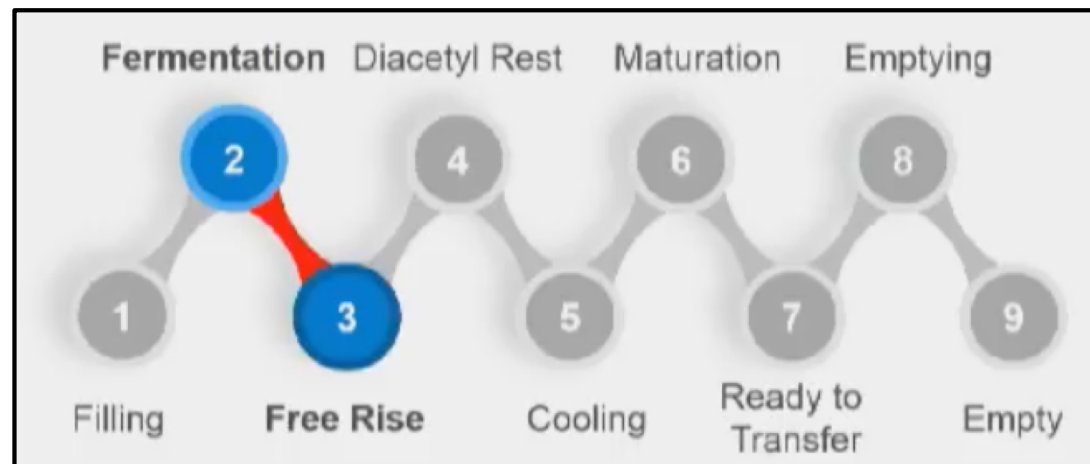 Fermentation Diacetyl Rest Maturation Emptying
2 4 6 8
1 3 5 7 9
Filling Free Rise Cooling Ready to Transfer Empty